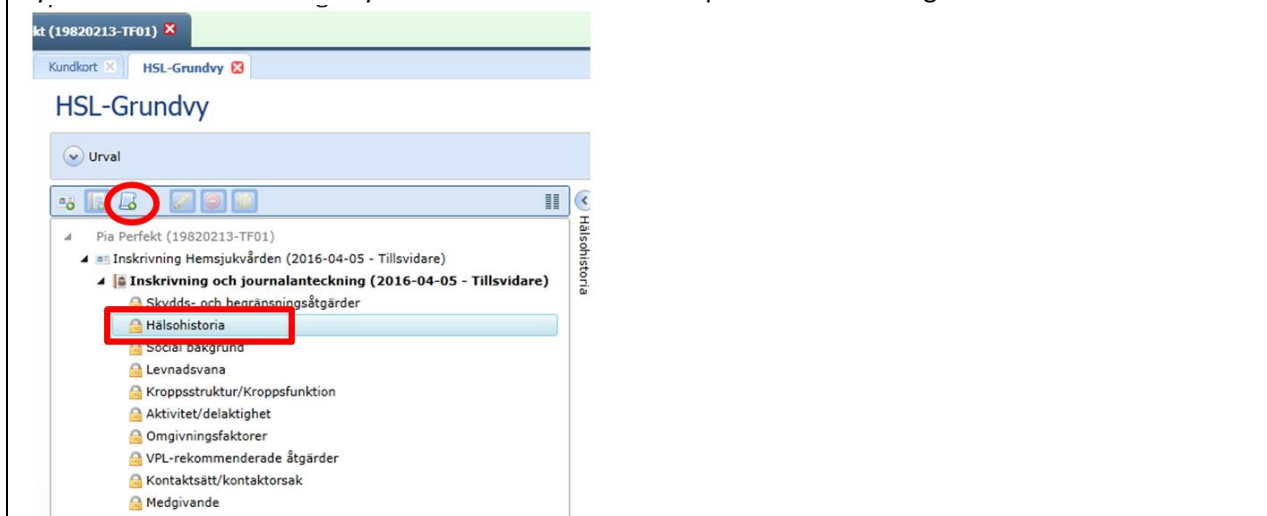 kt (19820213-TF01)
Kundkort HSL-Grundvy
HSL-Grundvy
Urval
Hälsohistoria
Pia Perfekt (19820213-TF01)
Inskrivning Hemsjukvården (2016-04-05 - Tillsvidare)
Inskrivning och journalanteckning (2016-04-05 - Tillsvidare)
Skydds- och begränsningsåtgärder
Hälsohistoria
Social bakgrund
Levnadsvana
Kroppsstruktur/Kroppsfunktion
Aktivitet/delaktighet
Omgivningsfaktorer
VPL-rekommenderade åtgärder
Kontaktsätt/kontaktorsak
Medgivande